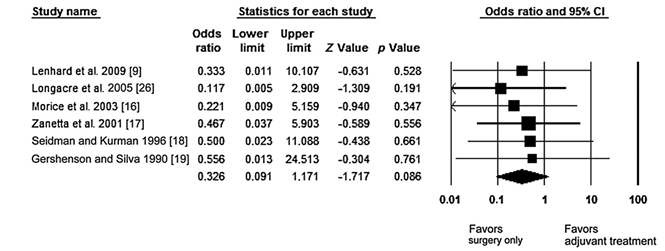 Study name Statistics for each study Odds ratio and 95% CI
Odds ratio Lower limit Upper limit Z Value p Value
Lenhard et al. 2009 [9] 0.333 0.011 10.107 −0.631 0.528
Longacre et al. 2005 [26] 0.117 0.005 2.909 −1.309 0.191
Morice et al. 2003 [16] 0.221 0.009 5.159 −0.940 0.347
Zanetta et al. 2001 [17] 0.467 0.037 5.903 −0.589 0.556
Seidman and Kurman 1996 [18] 0.500 0.023 11.088 −0.438 0.661
Gershenson and Silva 1990 [19] 0.556 0.013 24.513 −0.304 0.761
0.326 0.091 1.171 −1.717 0.086
0.01 0.1 1 10 100
Favors surgery only Favors adjuvant treatment